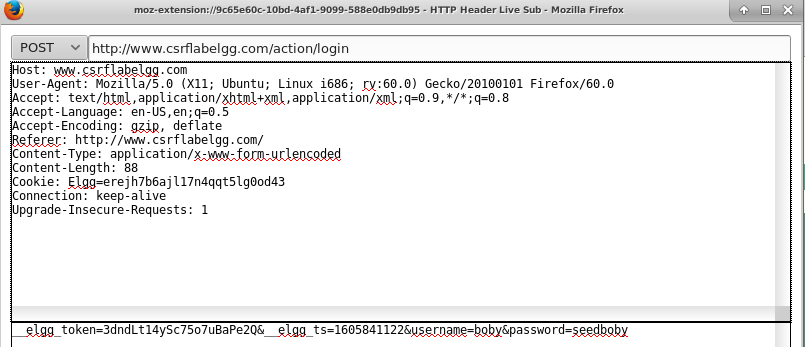 moz-extension://9c65e60c-10bd-4af1-9099-588e0db9db95 - HTTP Header Live Sub - Mozilla Firefox
POST http://www.csrflabelgg.com/action/login
Host: www.csrflabelgg.com
User-Agent: Mozilla/5.0 (X11; Ubuntu; Linux i686; rv:60.0) Gecko/20100101 Firefox/60.0
Accept: text/html,application/xhtml+xml,application/xml;q=0.9,*/*;q=0.8
Accept-Language: en-US,en;q=0.5
Accept-Encoding: gzip, deflate
Referer: http://www.csrflabelgg.com/
Content-Type: application/x-www-form-urlencoded
Content-Length: 88
Cookie: Elgg=erejh7b6ajl17n4qqt5lg0od43
Connection: keep-alive
Upgrade-Insecure-Requests: 1
__elgg_token=3dndLt14ySc75o7uBaPe2Q&__elgg_ts=1605841122&username=boby&password=seedboby